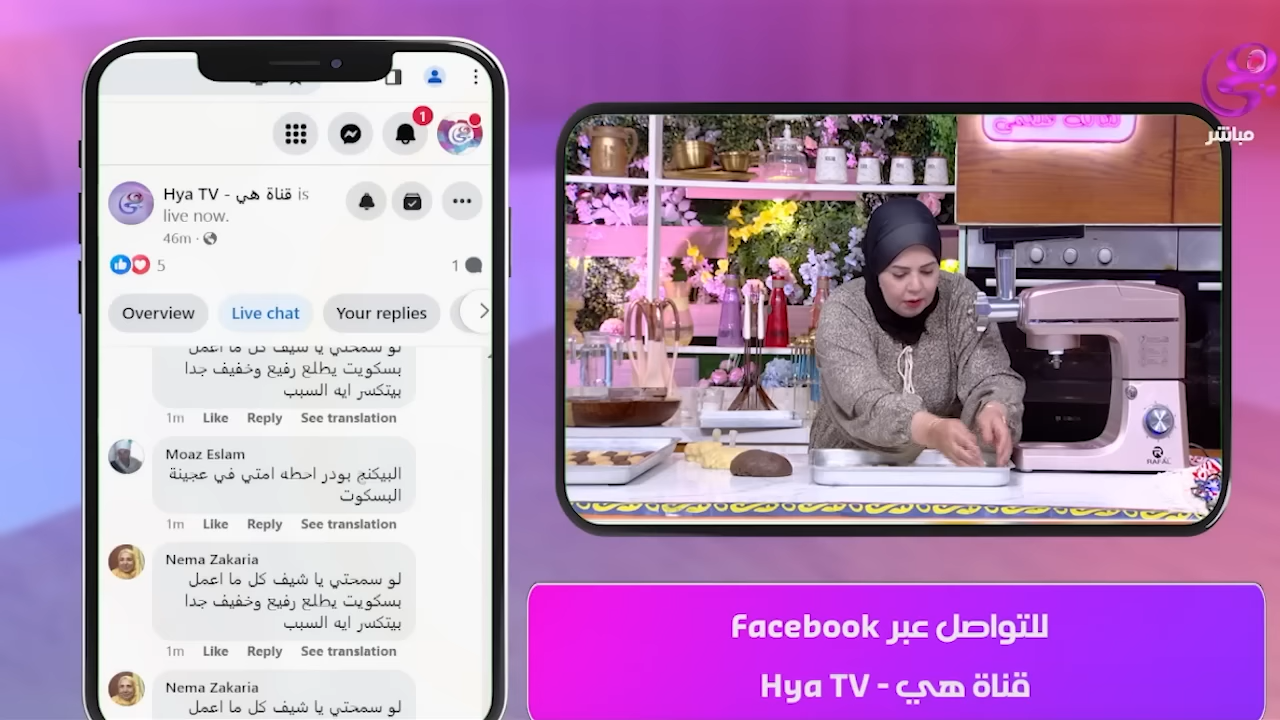 مباشر
1
Hya TV - قناة هي is
live now.
46m
5
1
Overview
Live chat
Your replies
لو سمحتي يا شيف كل ما اعمل
بسكويت يطلع رفيع وخفيف جدا
بيتكسر ايه السبب
1m Like Reply See translation
Moaz Eslam
البيكنج بودر احطه امتي في عجينة
البسكوت
1m Like Reply See translation
Nema Zakaria
لو سمحتي يا شيف كل ما اعمل
بسكويت يطلع رفيع وخفيف جدا
بيتكسر ايه السبب
1m Like Reply See translation
Nema Zakaria
لو سمحتي يا شيف كل ما اعمل
RAFAL
للتواصل عبر Facebook
قناة هي - Hya TV